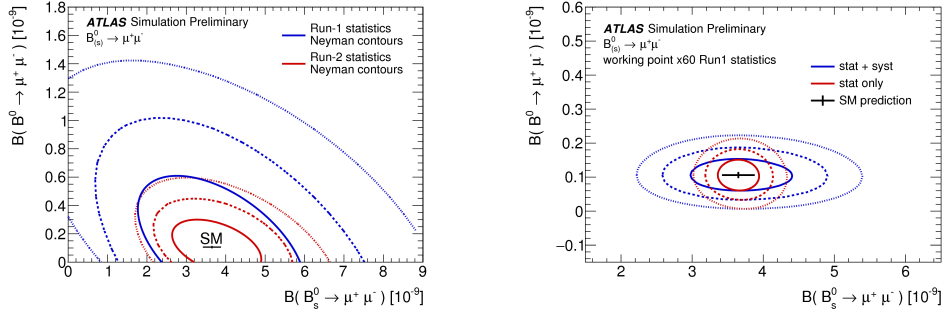 ATLAS Simulation Preliminary
B⁰₍ₛ₎ → μ⁺μ⁻
Run-1 statistics
Neyman contours
Run-2 statistics
Neyman contours
B( B⁰ → μ⁺ μ⁻ ) [10⁻⁹]
1.8
1.6
1.4
1.2
1
0.8
0.6
0.4
0.2
0
SM
0 1 2 3 4 5 6 7 8 9
B( B⁰ₛ → μ⁺ μ⁻ ) [10⁻⁹]
ATLAS Simulation Preliminary
B⁰₍ₛ₎ → μ⁺μ⁻
working point x60 Run1 statistics
stat + syst
stat only
SM prediction
B( B⁰ → μ⁺ μ⁻ ) [10⁻⁹]
0.6
0.5
0.4
0.3
0.2
0.1
0
−0.1
2 3 4 5 6
B( B⁰ₛ → μ⁺ μ⁻ ) [10⁻⁹]